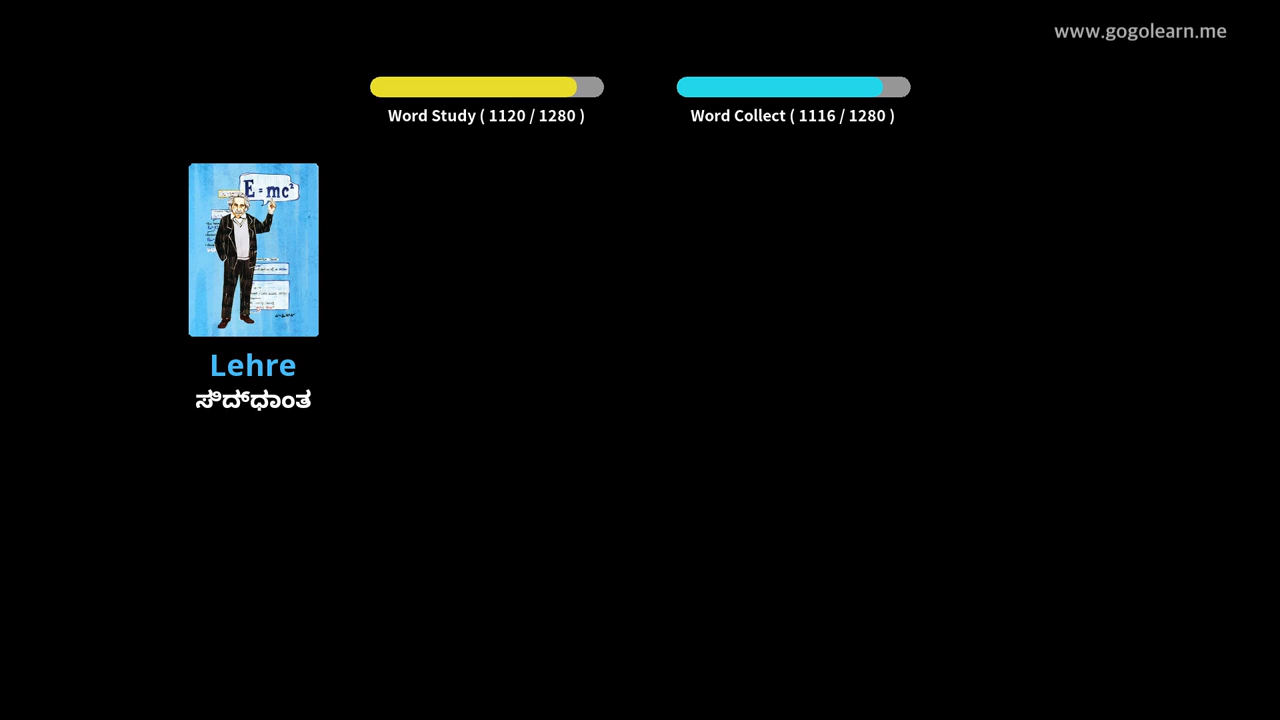 www.gogolearn.me
Word Study ( 1120 / 1280 )
Word Collect ( 1116 / 1280 )
E = mc²
Lehre
ಸಿದ್‌ಧಾಂತ